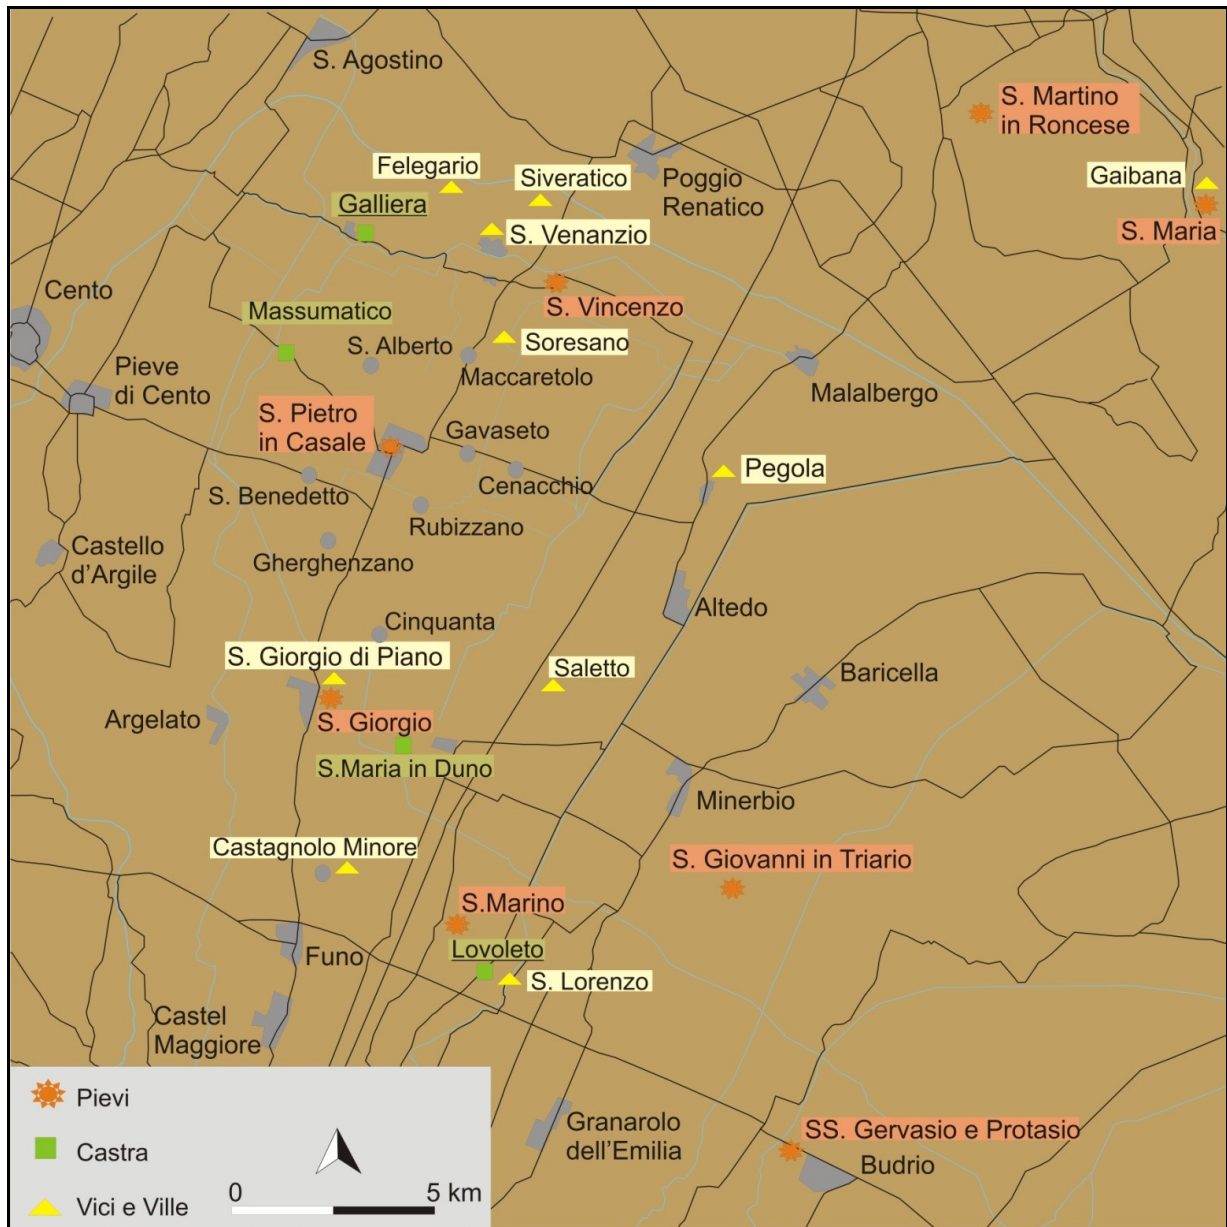 S. Agostino
S. Martino
in Roncese
Felegario
Siveratico
Poggio
Renatico
Gaibana
Galliera
S. Venanzio
S. Maria
Cento
Massumatico
S. Vincenzo
S. Alberto
Soresano
Maccaretolo
Pieve
di Cento
Malalbergo
S. Pietro
in Casale
Gavaseto
Pegola
Cenacchio
S. Benedetto
Rubizzano
Castello
d'Argile
Gherghenzano
Altedo
Cinquanta
S. Giorgio di Piano
Saletto
Baricella
Argelato
S. Giorgio
S.Maria in Duno
Minerbio
Castagnolo Minore
S. Giovanni in Triario
S.Marino
Lovoleto
Funo
S. Lorenzo
Castel
Maggiore
Pievi
Castra
Vici e Ville
0 5 km
Granarolo
dell'Emilia
SS. Gervasio e Protasio
Budrio